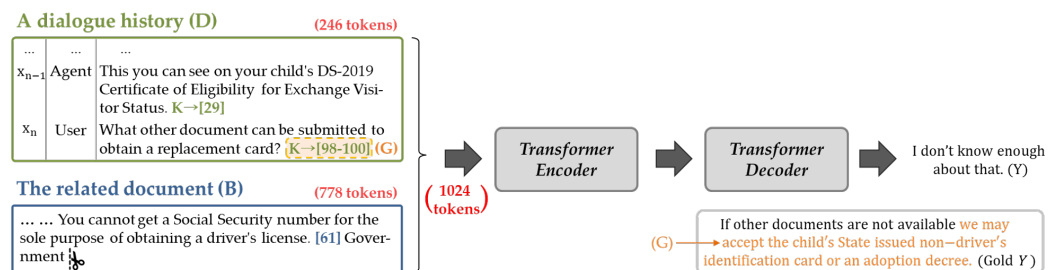 A dialogue history (D) (246 tokens)
... ... ...
xn−1 Agent This you can see on your child's DS-2019
Certificate of Eligibility for Exchange Visi-
tor Status. K→[29]
xn User What other document can be submitted to
obtain a replacement card? K→[98-100] (G)
The related document (B) (778 tokens)
... ... You cannot get a Social Security number for the
sole purpose of obtaining a driver's license. [61] Gover-
nment
(1024
tokens)
Transformer
Encoder
Transformer
Decoder
I don't know enough
about that. (Y)
If other documents are not available we may
(G) accept the child's State issued non−driver's
identification card or an adoption decree. (Gold Y)